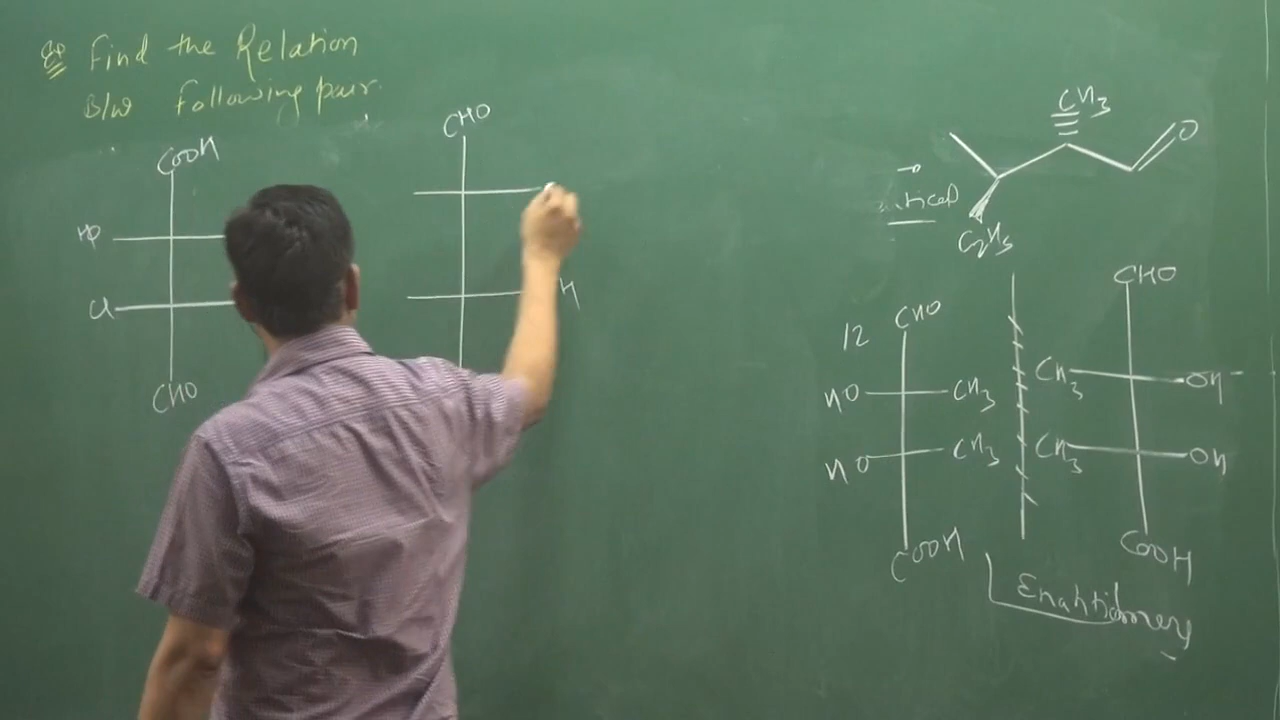 Find the Relation
B/w following pair.
COOH
HO
Cl
CHO
CHO
H
CH3
O
C2H5
12
CHO
HO CH3
HO CH3
COOH
CHO
CH3 OH
CH3 OH
COOH